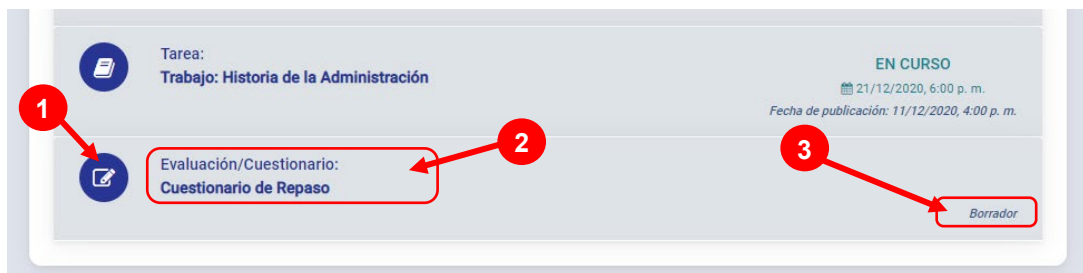 Tarea:
Trabajo: Historia de la Administración
EN CURSO
21/12/2020, 6:00 p. m.
Fecha de publicación: 11/12/2020, 4:00 p. m.
1
2
3
Evaluación/Cuestionario:
Cuestionario de Repaso
Borrador